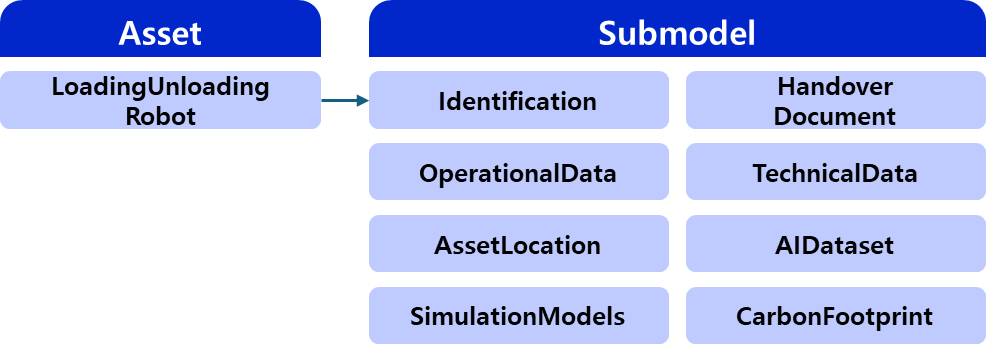 Asset
Submodel
LoadingUnloading
Robot
Identification
Handover
Document
OperationalData
TechnicalData
AssetLocation
AIDataset
SimulationModels
CarbonFootprint